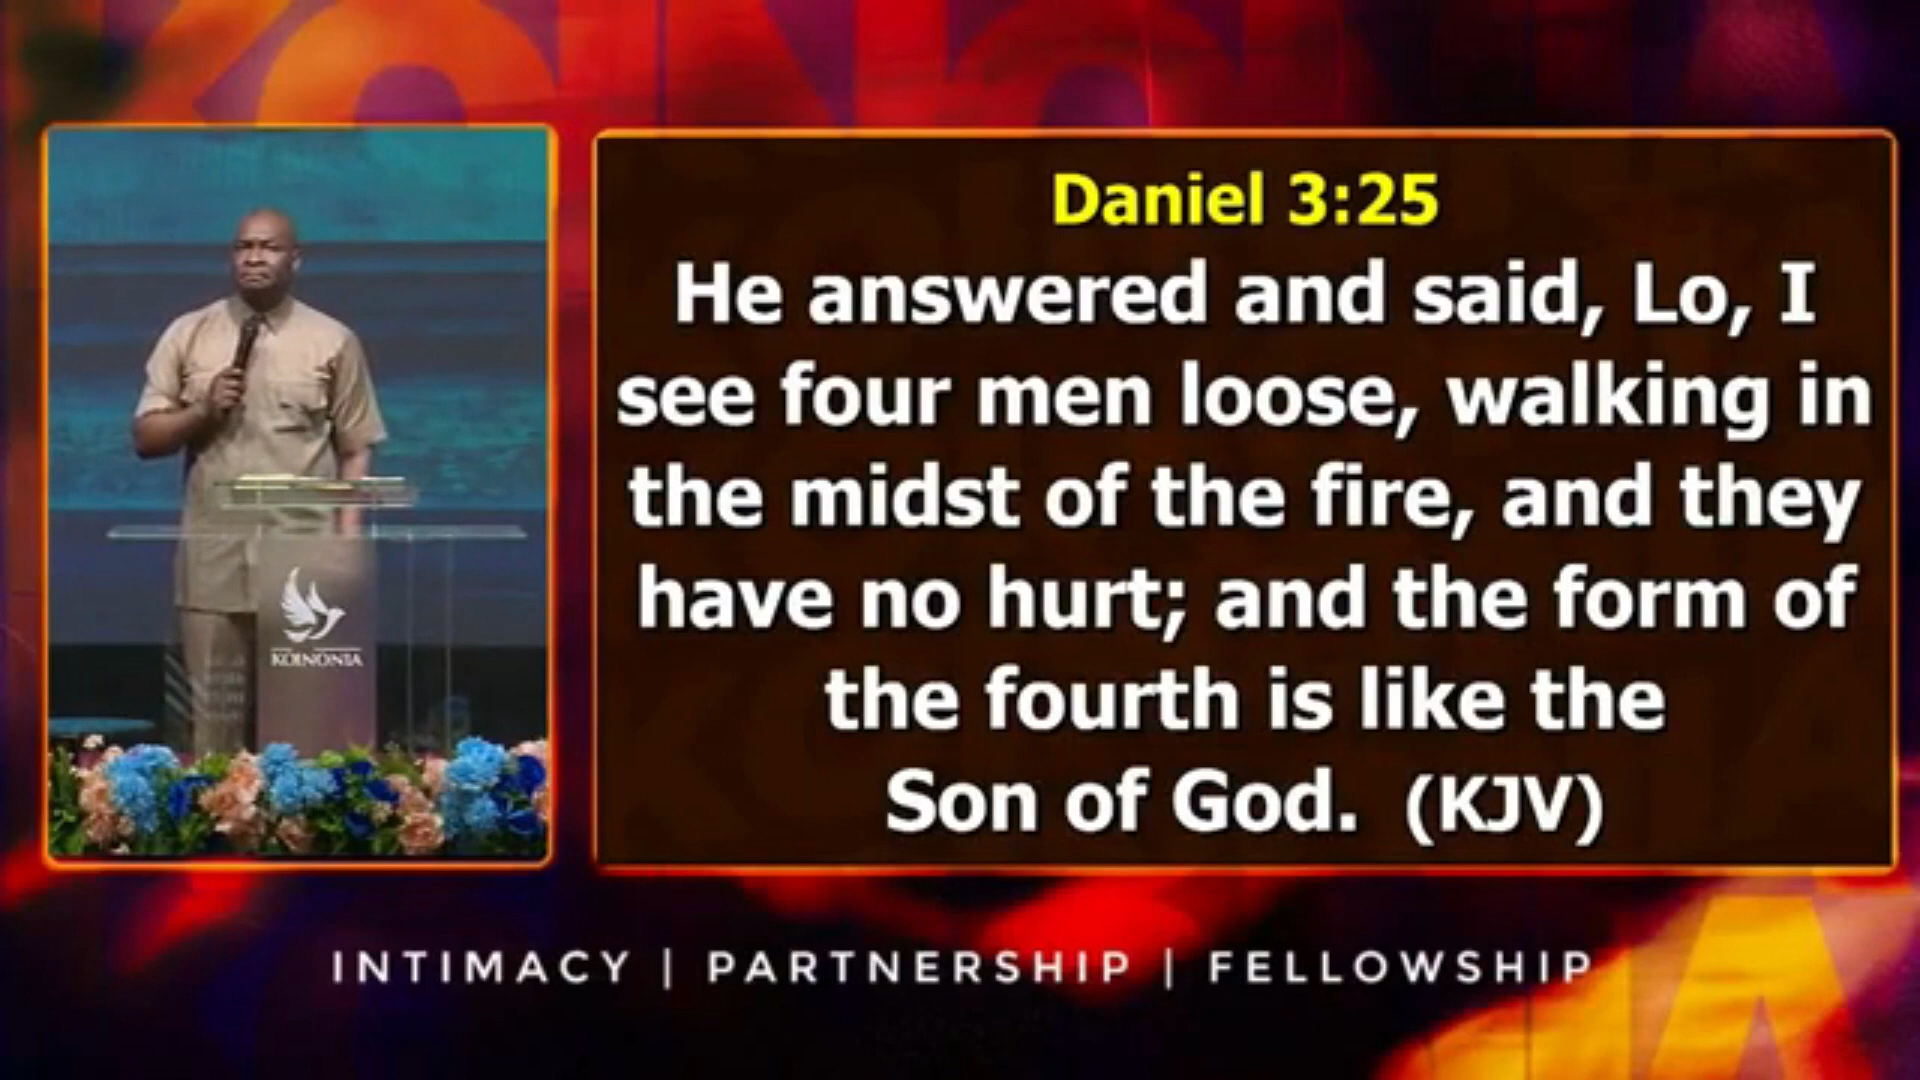 Daniel 3:25
He answered and said, Lo, I
see four men loose, walking in
the midst of the fire, and they
have no hurt; and the form of
the fourth is like the
Son of God. (KJV)
KOINONIA
INTIMACY | PARTNERSHIP | FELLOWSHIP